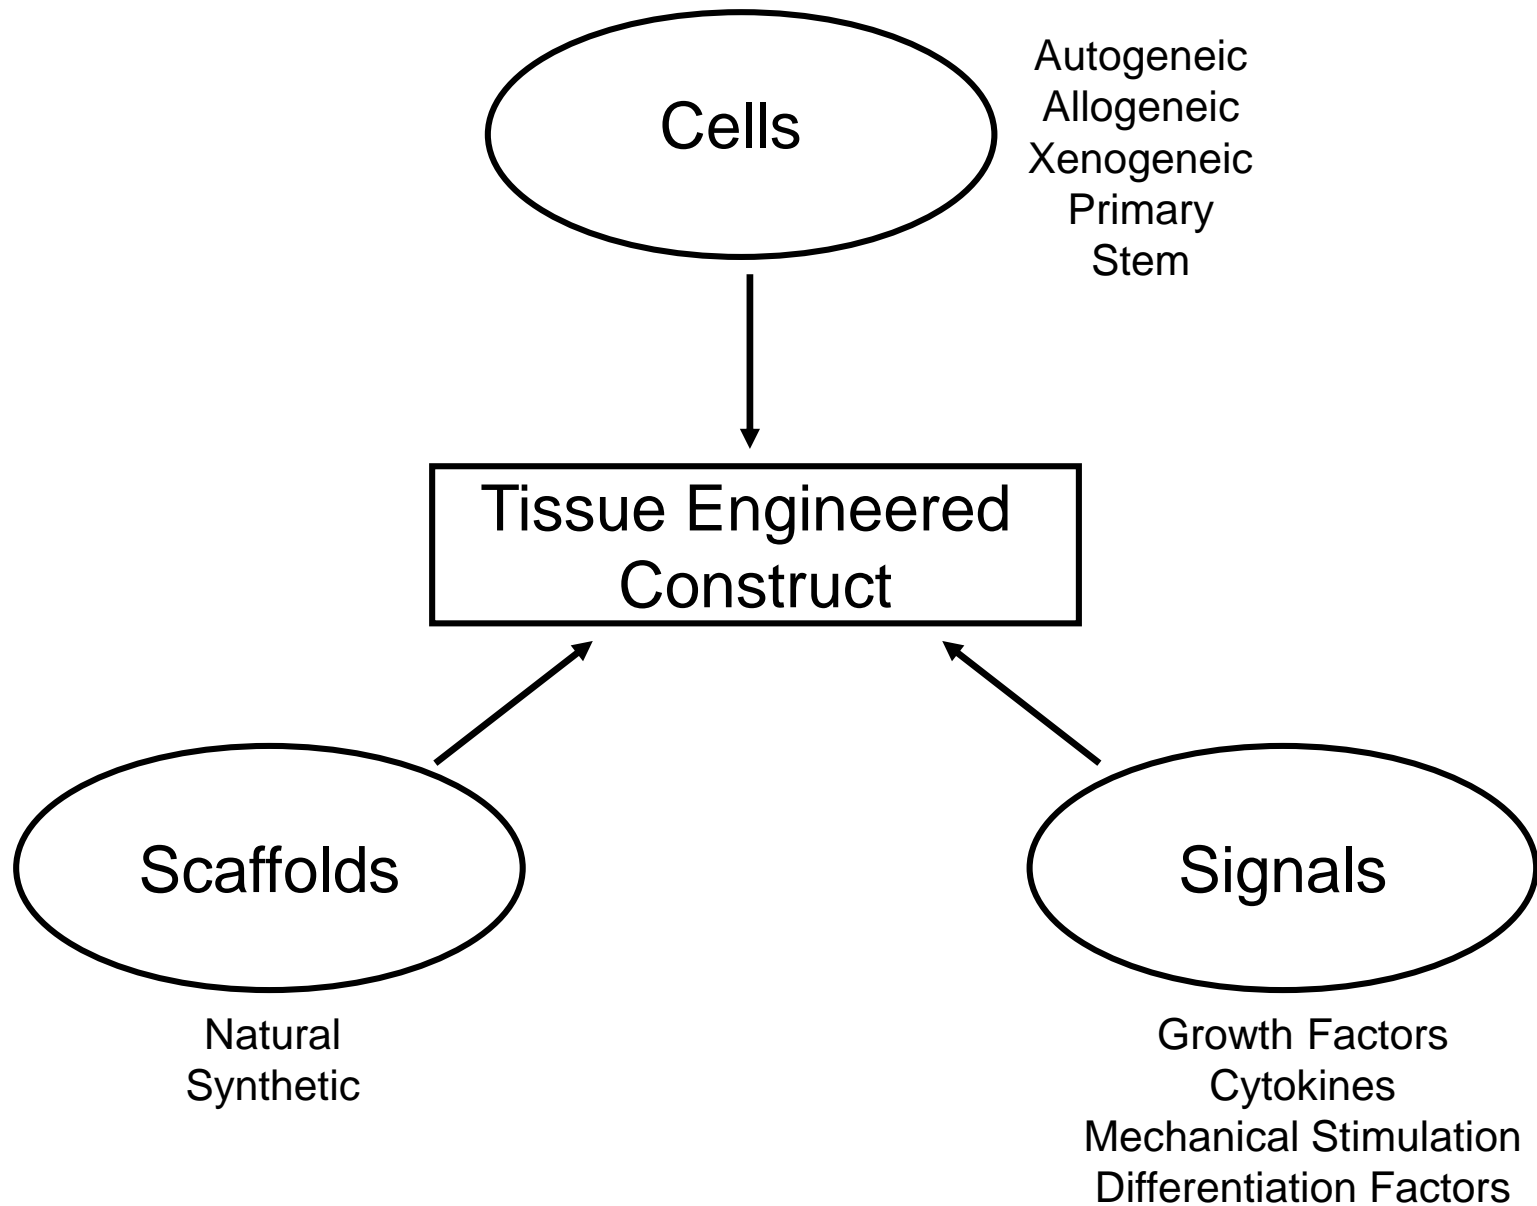 Cells
Autogeneic
Allogeneic
Xenogeneic
Primary
Stem
Tissue Engineered
Construct
Scaffolds
Natural
Synthetic
Signals
Growth Factors
Cytokines
Mechanical Stimulation
Differentiation Factors